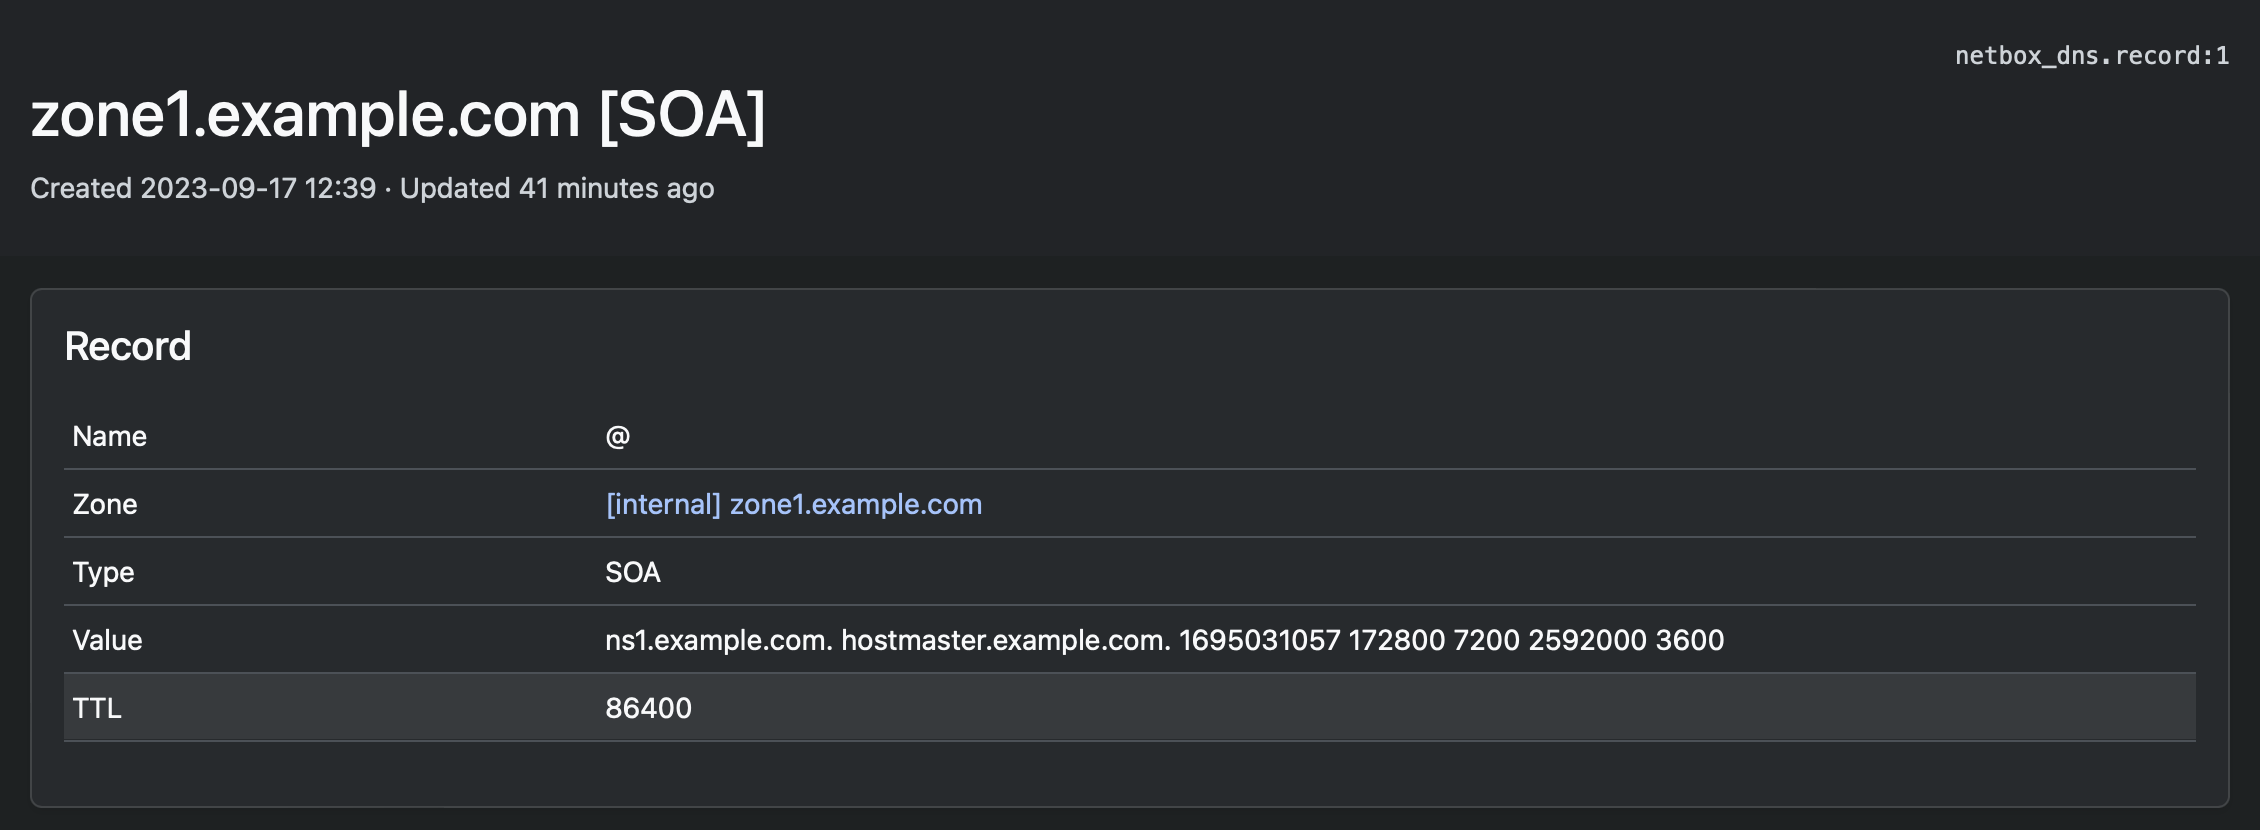 netbox_dns.record:1
zone1.example.com [SOA]
Created 2023-09-17 12:39 · Updated 41 minutes ago
Record
Name @
Zone [internal] zone1.example.com
Type SOA
Value ns1.example.com. hostmaster.example.com. 1695031057 172800 7200 2592000 3600
TTL 86400